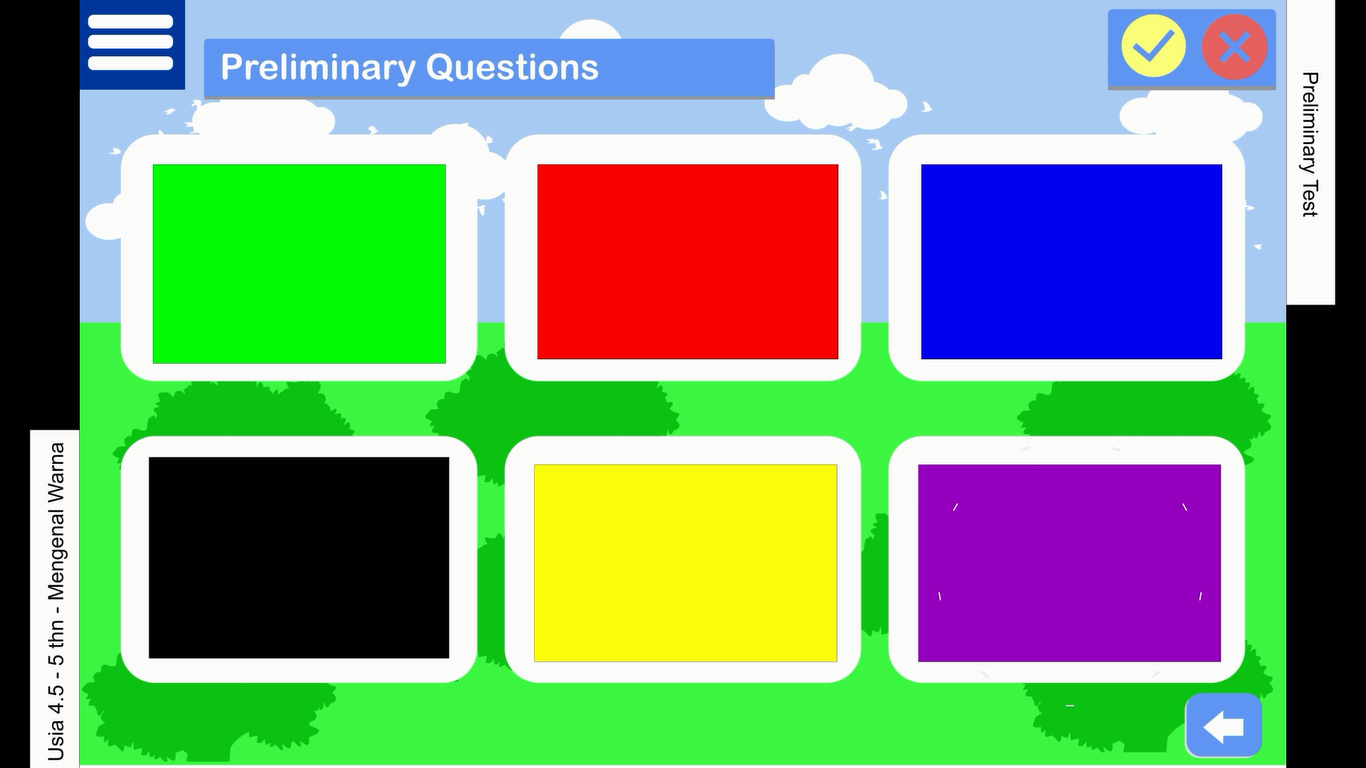 Preliminary Questions
Preliminary Test
Usia 4.5 - 5 thn - Mengenal Warna